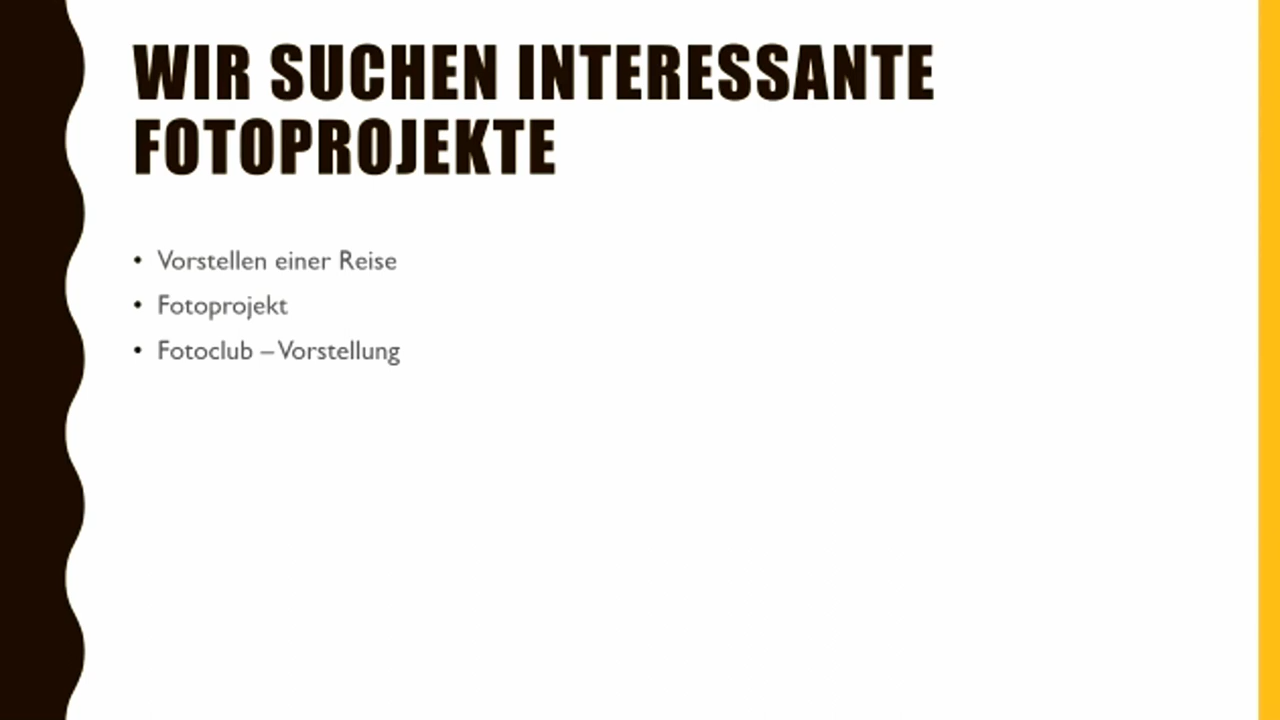 WIR SUCHEN INTERESSANTE
FOTOPROJEKTE
• Vorstellen einer Reise
• Fotoprojekt
• Fotoclub – Vorstellung